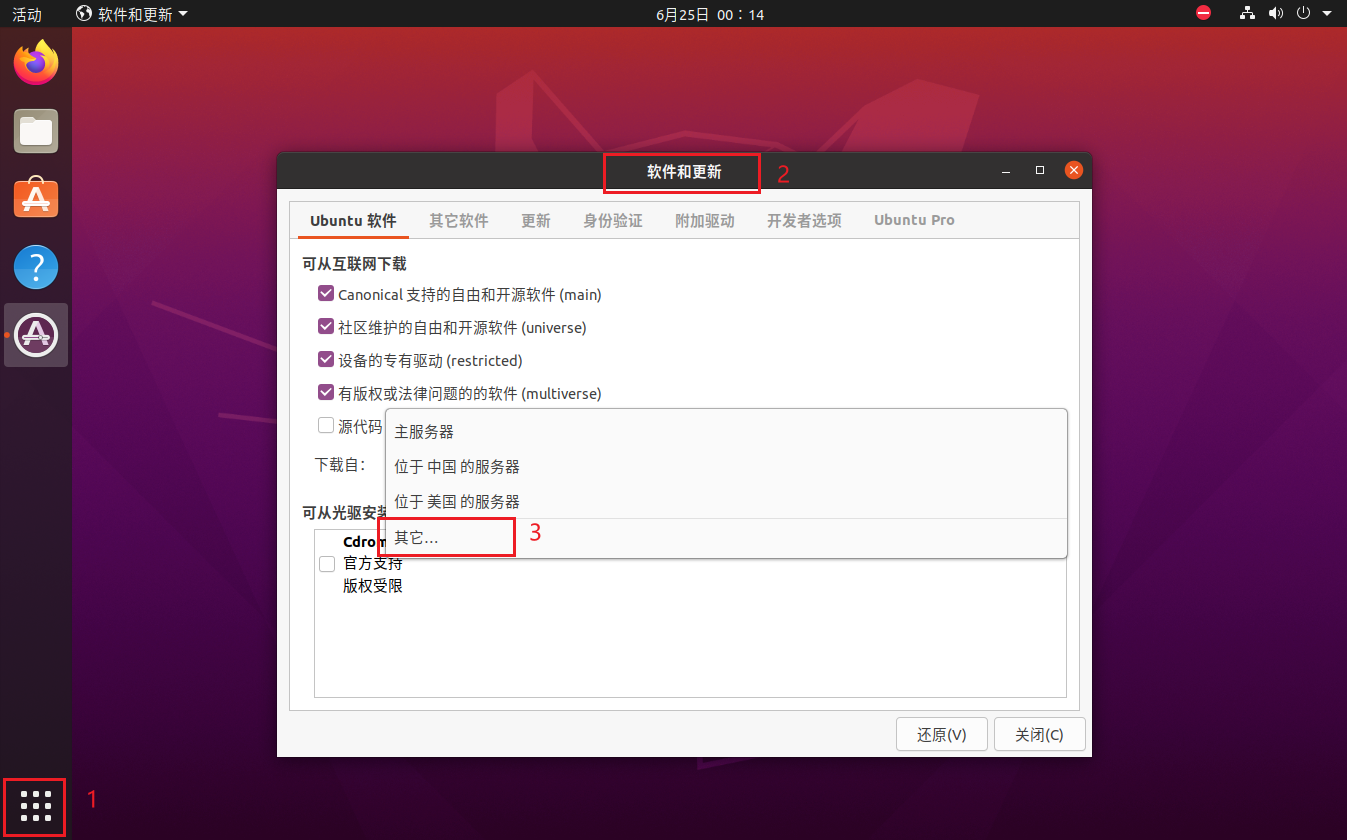 活动
软件和更新
6月25日 00：14
软件和更新
2
Ubuntu 软件
其它软件
更新
身份验证
附加驱动
开发者选项
Ubuntu Pro
可从互联网下载
Canonical 支持的自由和开源软件 (main)
社区维护的自由和开源软件 (universe)
设备的专有驱动 (restricted)
有版权或法律问题的的软件 (multiverse)
源代码
主服务器
下载自：
位于 中国 的服务器
位于 美国 的服务器
可从光驱安装
其它...
3
Cdrom
官方支持
版权受限
还原(V)
关闭(C)
1